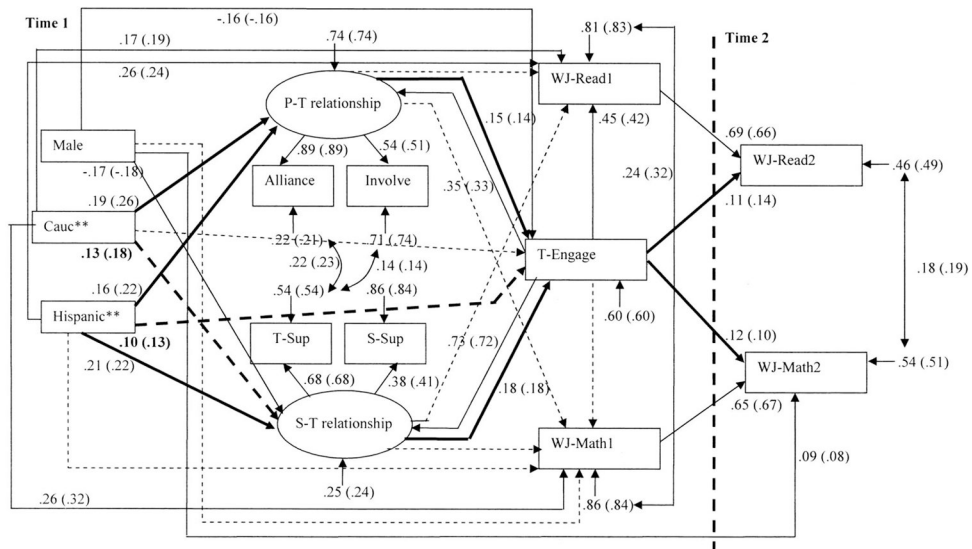 -.16 (-.16)
Time 1
.17 (.19)
.26 (.24)
.74 (.74)
.81 (.83)
Time 2
P-T relationship
WJ-Read1
Male
.15 (.14)
.45 (.42)
.69 (.66)
.89 (.89)
.54 (.51)
WJ-Read2
.46 (.49)
-.17 (-.18)
.19 (.26)
Alliance
Involve
.35 (.33)
.24 (.32)
.11 (.14)
Cauc**
.13 (.18)
.22 (.21)
.71 (.74)
.22 (.23)
.14 (.14)
T-Engage
.18 (.19)
.16 (.22)
.54 (.54)
.86 (.84)
Hispanic**
.10 (.13)
.60 (.60)
.12 (.10)
T-Sup
S-Sup
.73 (.72)
.21 (.22)
WJ-Math2
.54 (.51)
.68 (.68)
.38 (.41)
.18 (.18)
.65 (.67)
S-T relationship
WJ-Math1
.09 (.08)
.26 (.32)
.25 (.24)
.86 (.84)